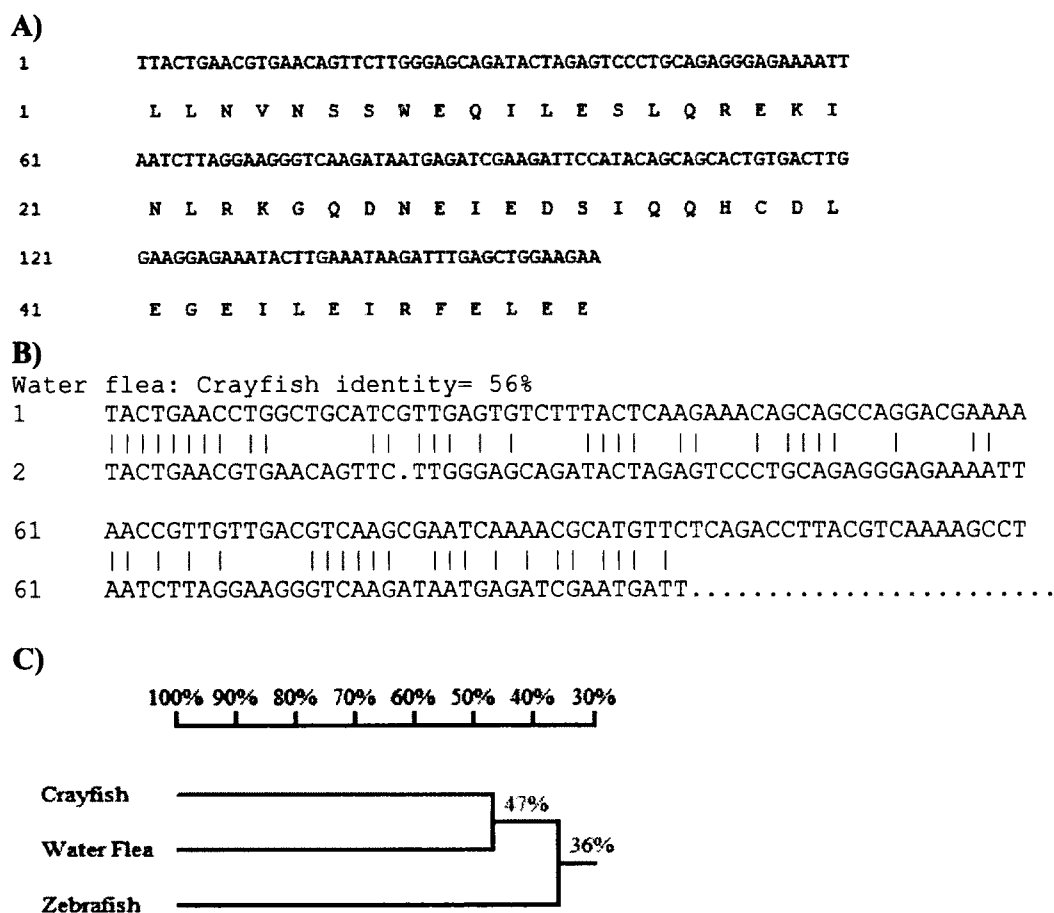 A)
1 TTACTGAACGTGAACAGTTCTTGGGAGCAGATACTAGAGTCCCTGCAGAGGGAGAAAATT
1 L L N V N S S W E Q I L E S L Q R E K I
61 AATCTTAGGAAGGGTCAAGATAATGAGATCGAAGATTCCATACAGCAGCACTGTGACTTG
21 N L R K G Q D N E I E D S I Q Q H C D L
121 GAAGGAGAAATACTTGAAATAAGATTTGAGCTGGAAGAA
41 E G E I L E I R F E L E E
B)
Water flea: Crayfish identity= 56%
1 TACTGAACCTGGCTGCATCGTTGAGTGTCTTTACTCAAGAAACAGCAGCCAGGACGAAAA
2 TACTGAACGTGAACAGTTC.TTGGGAGCAGATACTAGAGTCCCTGCAGAGGGAGAAAATT
61 AACCGTTGTTGACGTCAAGCGAATCAAAACGCATGTTCTCAGACCTTACGTCAAAAGCCT
61 AATCTTAGGAAGGGTCAAGATAATGAGATCGAATGATT........................
C)
100% 90% 80% 70% 60% 50% 40% 30%
Crayfish
47%
Water Flea
36%
Zebrafish